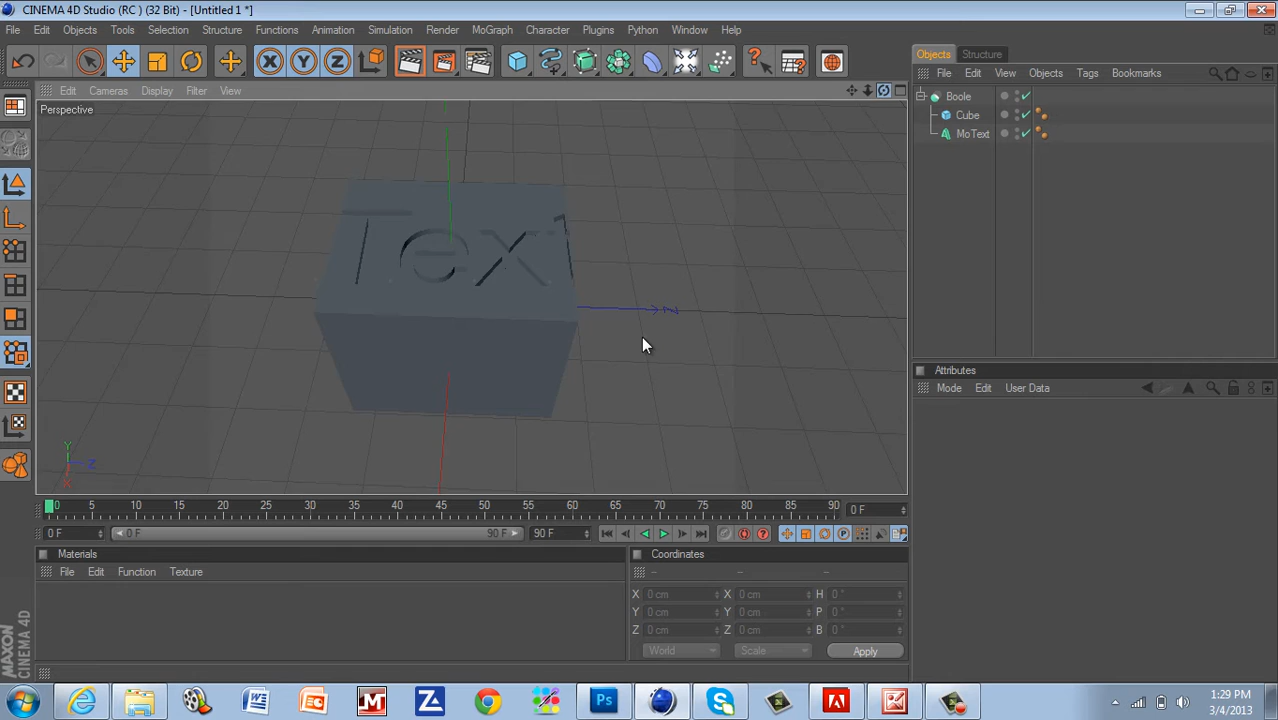 CINEMA 4D Studio (RC ) (32 Bit) - [Untitled 1 *]
File Edit Objects Tools Selection Structure Functions Animation Simulation Render MoGraph Character Plugins Python Window Help
X Y Z
Edit Cameras Display Filter View
Perspective
Text
Z
Y
Z
X
Objects Structure
File Edit View Objects Tags Bookmarks
Boole
Cube
MoText
Attributes
Mode Edit User Data
0 5 10 15 20 25 30 35 40 45 50 55 60 65 70 75 80 85 90 0 F
0 F 0 F 90 F 90 F
Materials
File Edit Function Texture
Coordinates
X 0 cm X 0 cm H 0 °
Y 0 cm Y 0 cm P 0 °
Z 0 cm Z 0 cm B 0 °
World Scale Apply
MAXON
CINEMA 4D
1:29 PM
3/4/2013